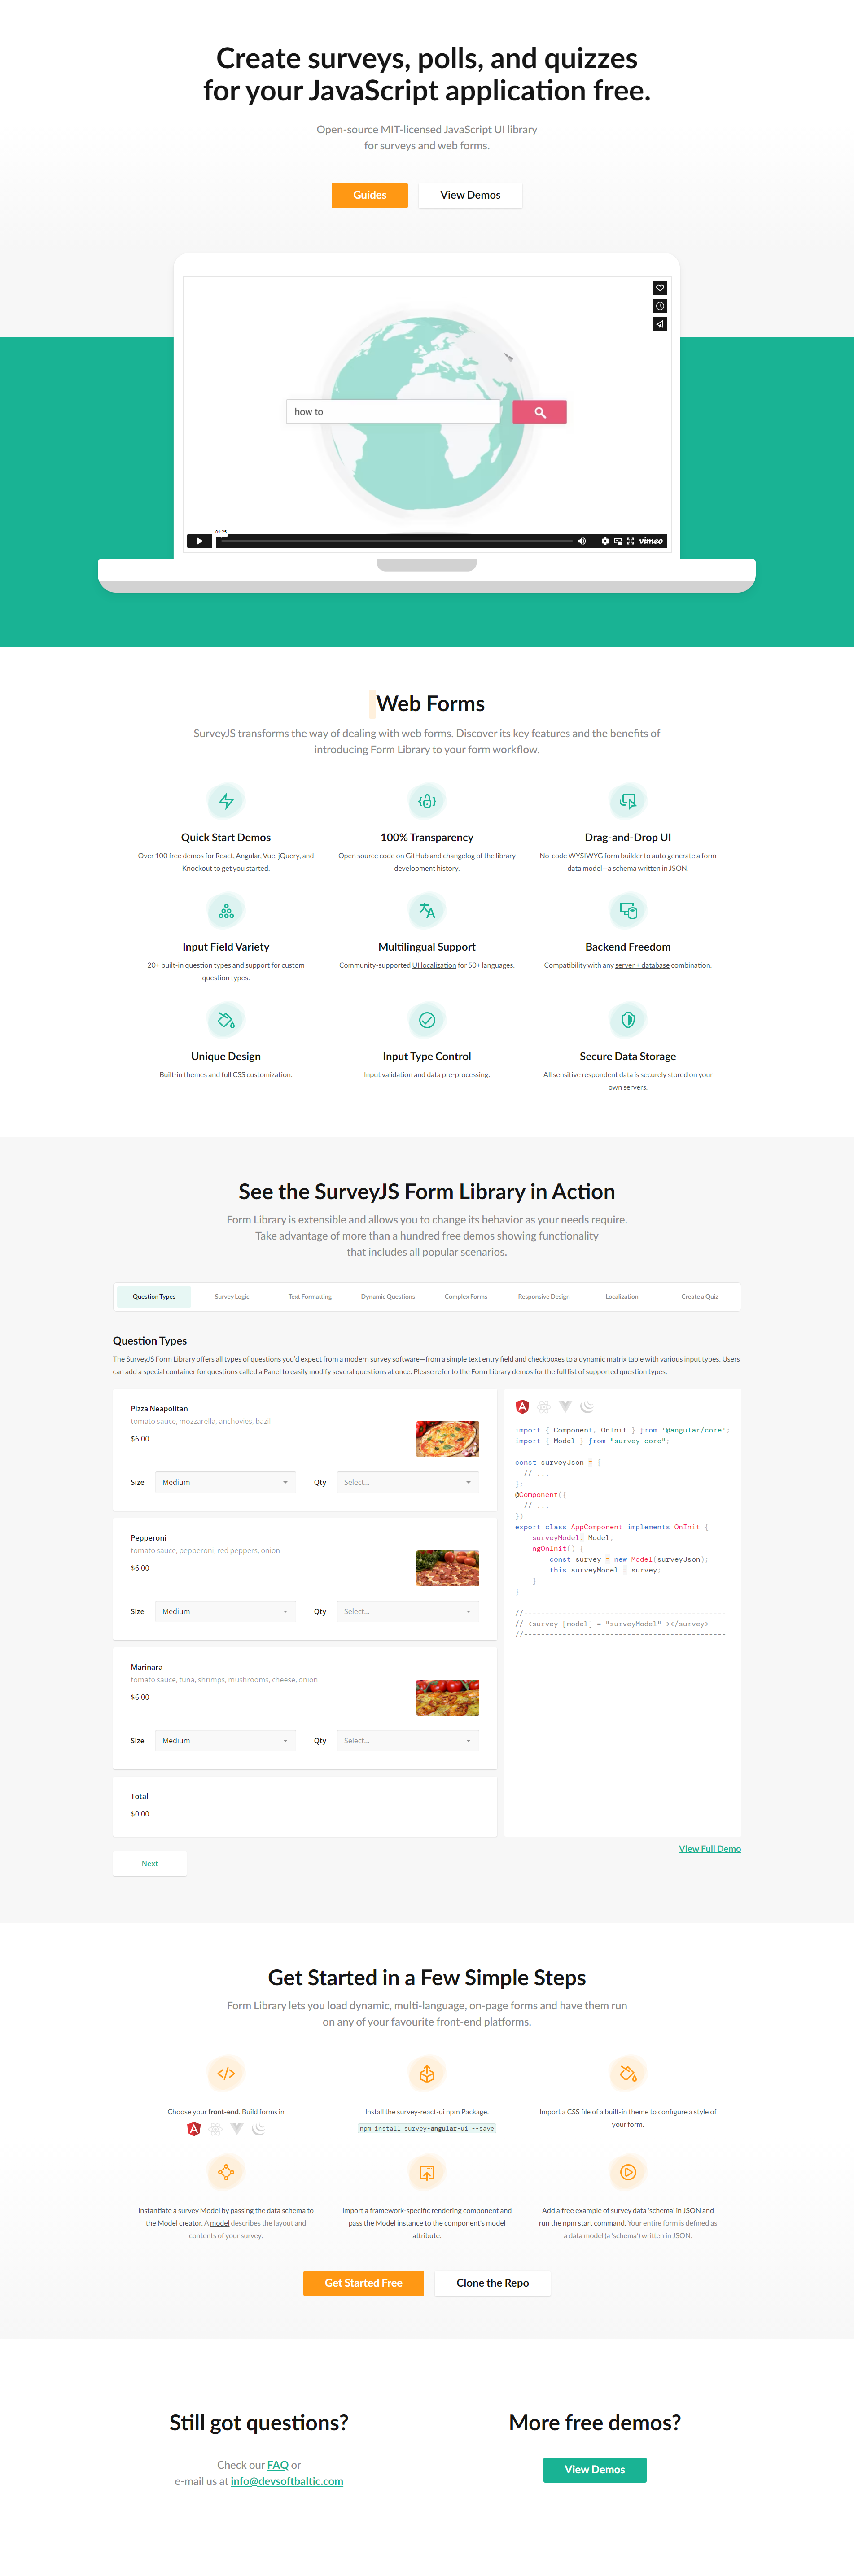 Create surveys, polls, and quizzes
for your JavaScript application free.
Open-source MIT-licensed JavaScript UI library
for surveys and web forms.
Guides
View Demos
how to
01:25
vimeo
Web Forms
SurveyJS transforms the way of dealing with web forms. Discover its key features and the benefits of
introducing Form Library to your form workflow.
Quick Start Demos
Over 100 free demos for React, Angular, Vue, jQuery, and
Knockout to get you started.
100% Transparency
Open source code on GitHub and changelog of the library
development history.
Drag-and-Drop UI
No-code WYSIWYG form builder to auto generate a form
data model—a schema written in JSON.
Input Field Variety
20+ built-in question types and support for custom
question types.
Multilingual Support
Community-supported UI localization for 50+ languages.
Backend Freedom
Compatibility with any server + database combination.
Unique Design
Built-in themes and full CSS customization.
Input Type Control
Input validation and data pre-processing.
Secure Data Storage
All sensitive respondent data is securely stored on your
own servers.
See the SurveyJS Form Library in Action
Form Library is extensible and allows you to change its behavior as your needs require.
Take advantage of more than a hundred free demos showing functionality
that includes all popular scenarios.
Question Types
Survey Logic
Text Formatting
Dynamic Questions
Complex Forms
Responsive Design
Localization
Create a Quiz
Question Types
The SurveyJS Form Library offers all types of questions you'd expect from a modern survey software—from a simple text entry field and checkboxes to a dynamic matrix table with various input types. Users
can add a special container for questions called a Panel to easily modify several questions at once. Please refer to the Form Library demos for the full list of supported question types.
Pizza Neapolitan
tomato sauce, mozzarella, anchovies, bazil
$6.00
Size
Medium
Qty
Select...
Pepperoni
tomato sauce, pepperoni, red peppers, onion
$6.00
Size
Medium
Qty
Select...
Marinara
tomato sauce, tuna, shrimps, mushrooms, cheese, onion
$6.00
Size
Medium
Qty
Select...
Total
$0.00
Next
import { Component, OnInit } from '@angular/core';
import { Model } from "survey-core";
const surveyJson = {
// ...
};
@Component({
// ...
})
export class AppComponent implements OnInit {
surveyModel: Model;
ngOnInit() {
const survey = new Model(surveyJson);
this.surveyModel = survey;
}
}
//-----------------------------------------------
// <survey [model] = "surveyModel" ></survey>
//-----------------------------------------------
View Full Demo
Get Started in a Few Simple Steps
Form Library lets you load dynamic, multi-language, on-page forms and have them run
on any of your favourite front-end platforms.
Choose your front-end. Build forms in
Install the survey-react-ui npm Package.
npm install survey-angular-ui --save
Import a CSS file of a built-in theme to configure a style of
your form.
Instantiate a survey Model by passing the data schema to
the Model creator. A model describes the layout and
contents of your survey.
Import a framework-specific rendering component and
pass the Model instance to the component's model
attribute.
Add a free example of survey data 'schema' in JSON and
run the npm start command. Your entire form is defined as
a data model (a 'schema') written in JSON.
Get Started Free
Clone the Repo
Still got questions?
Check our FAQ or
e-mail us at info@devsoftbaltic.com
More free demos?
View Demos